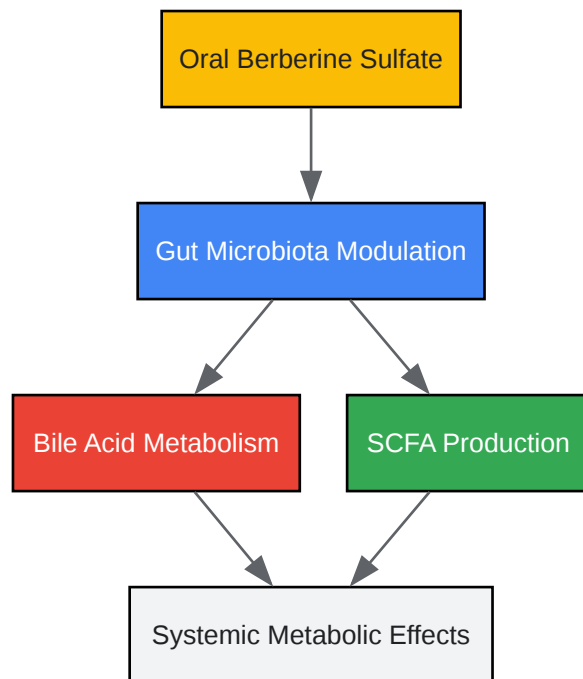 Oral Berberine Sulfate
Gut Microbiota Modulation
Bile Acid Metabolism
SCFA Production
Systemic Metabolic Effects